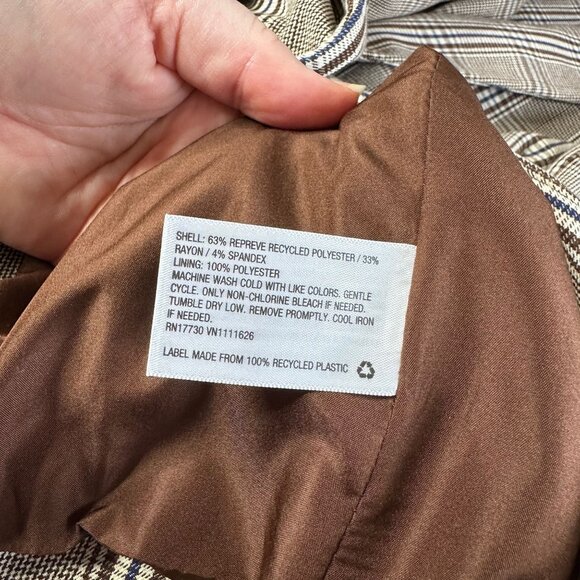 SHELL: 63% REPREVE RECYCLED POLYESTER / 33%
RAYON / 4% SPANDEX
LINING: 100% POLYESTER
MACHINE WASH COLD WITH LIKE COLORS. GENTLE
CYCLE. ONLY NON-CHLORINE BLEACH IF NEEDED.
TUMBLE DRY LOW. REMOVE PROMPTLY. COOL IRON
IF NEEDED.
RN17730 VN1111626
LABEL MADE FROM 100% RECYCLED PLASTIC